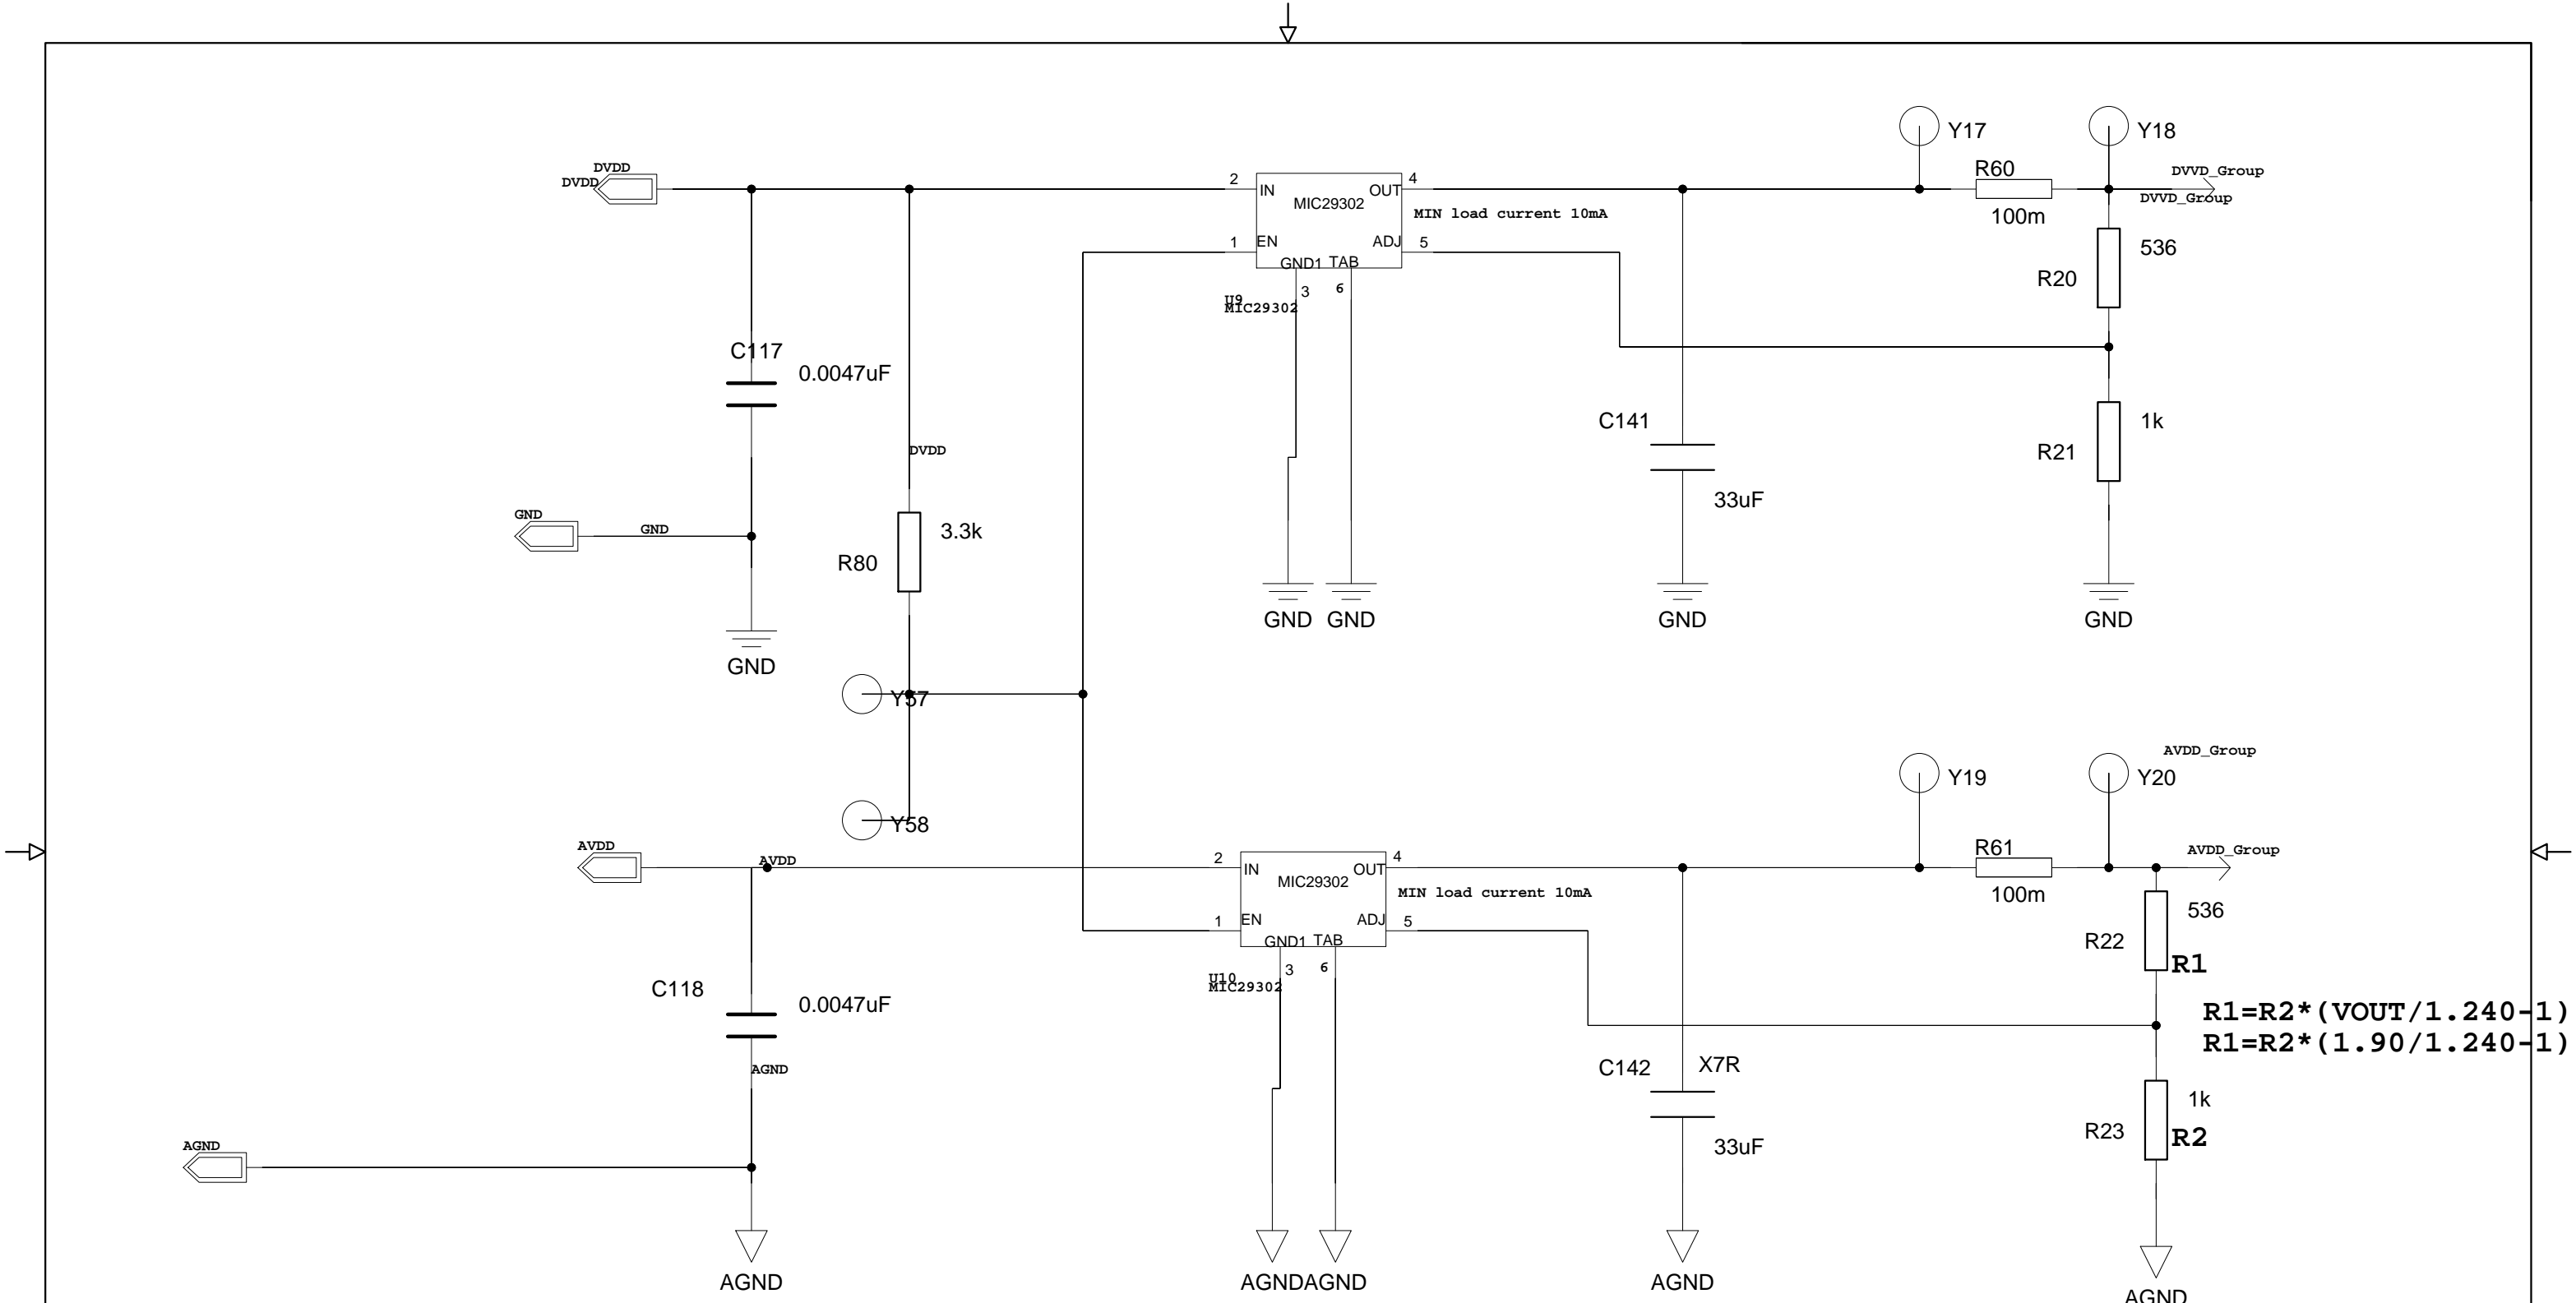 Y17
Y18
DVDD
DVDD
R60
DVVD_Group
DVVD_Group
2
IN
OUT
4
MIC29302
MIN load current 10mA
100m
1
EN
ADJ
5
536
GND1
TAB
R20
3
6
U9
MIC29302
C117
0.0047uF
C141
1k
DVDD
R21
33uF
GND
GND
3.3k
R80
GND
GND
GND
GND
GND
Y57
AVDD_Group
Y19
Y20
Y58
AVDD
AVDD
2
IN
OUT
4
MIC29302
R61
AVDD_Group
MIN load current 10mA
100m
1
EN
ADJ
5
536
GND1
TAB
R22
R1
3
6
U10
MIC29302
C118
0.0047uF
R1=R2*(VOUT/1.240-1)
R1=R2*(1.90/1.240-1)
AGND
C142
X7R
1k
R23
R2
33uF
AGND
AGND
AGND
AGND
AGND
AGND